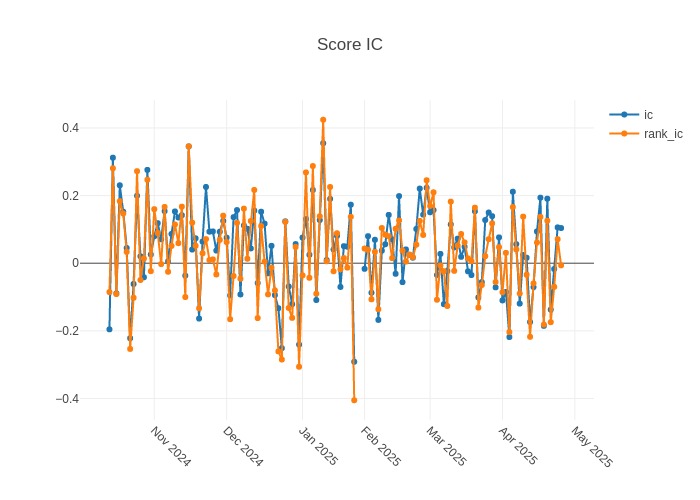 Score IC
ic
rank_ic
0.4
0.2
0
−0.2
−0.4
Nov 2024
Dec 2024
Jan 2025
Feb 2025
Mar 2025
Apr 2025
May 2025